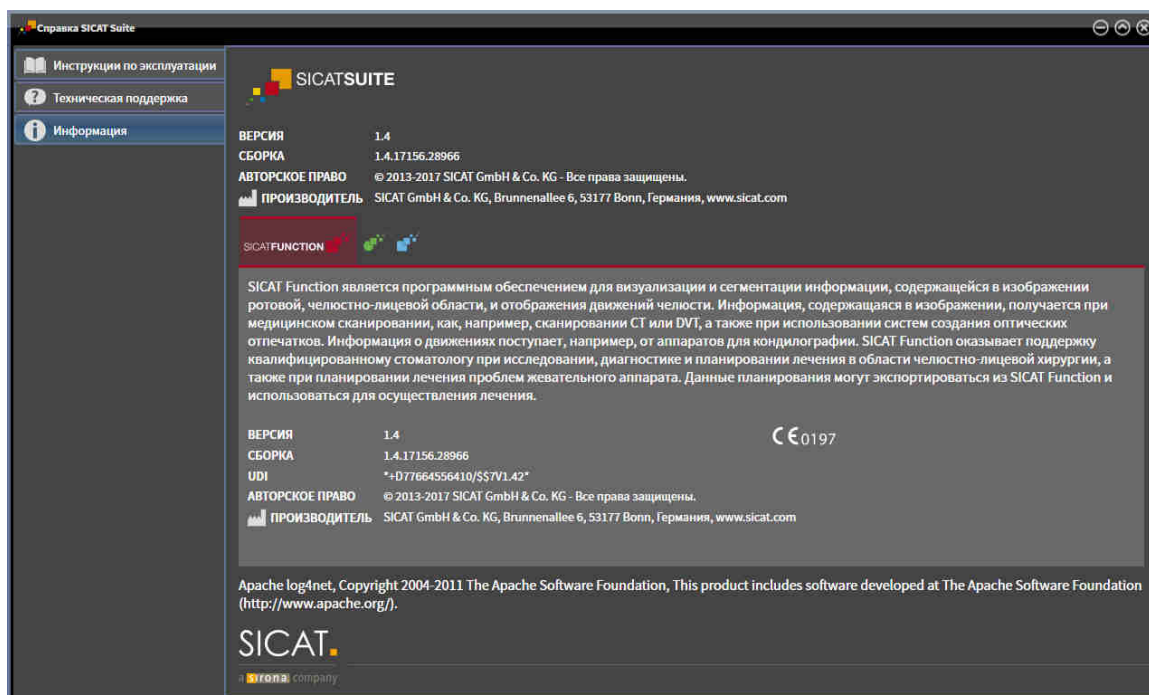 Справка SICAT Suite
Инструкции по эксплуатации
Техническая поддержка
Информация
SICATSUITE
ВЕРСИЯ 1.4
СБОРКА 1.4.17156.28966
АВТОРСКОЕ ПРАВО © 2013-2017 SICAT GmbH & Co. KG - Все права защищены.
ПРОИЗВОДИТЕЛЬ SICAT GmbH & Co. KG, Brunnenallee 6, 53177 Bonn, Германия, www.sicat.com
SICATFUNCTION
SICAT Function является программным обеспечением для визуализации и сегментации информации, содержащейся в изображении
ротовой, челюстно-лицевой области, и отображения движений челюсти. Информация, содержащаяся в изображении, получается при
медицинском сканировании, как, например, сканировании CT или DVT, а также при использовании систем создания оптических
отпечатков. Информация о движениях поступает, например, от аппаратов для кондилографии. SICAT Function оказывает поддержку
квалифицированному стоматологу при исследовании, диагностике и планировании лечения в области челюстно-лицевой хирургии, а
также при планировании лечения проблем жевательного аппарата. Данные планирования могут экспортироваться из SICAT Function и
использоваться для осуществления лечения.
ВЕРСИЯ 1.4
CE 0197
СБОРКА 1.4.17156.28966
UDI *+D77664556410/$$7V1.42*
АВТОРСКОЕ ПРАВО © 2013-2017 SICAT GmbH & Co. KG - Все права защищены.
ПРОИЗВОДИТЕЛЬ SICAT GmbH & Co. KG, Brunnenallee 6, 53177 Bonn, Германия, www.sicat.com
Apache log4net, Copyright 2004-2011 The Apache Software Foundation, This product includes software developed at The Apache Software Foundation
(http://www.apache.org/).
SICAT.
a sirona company